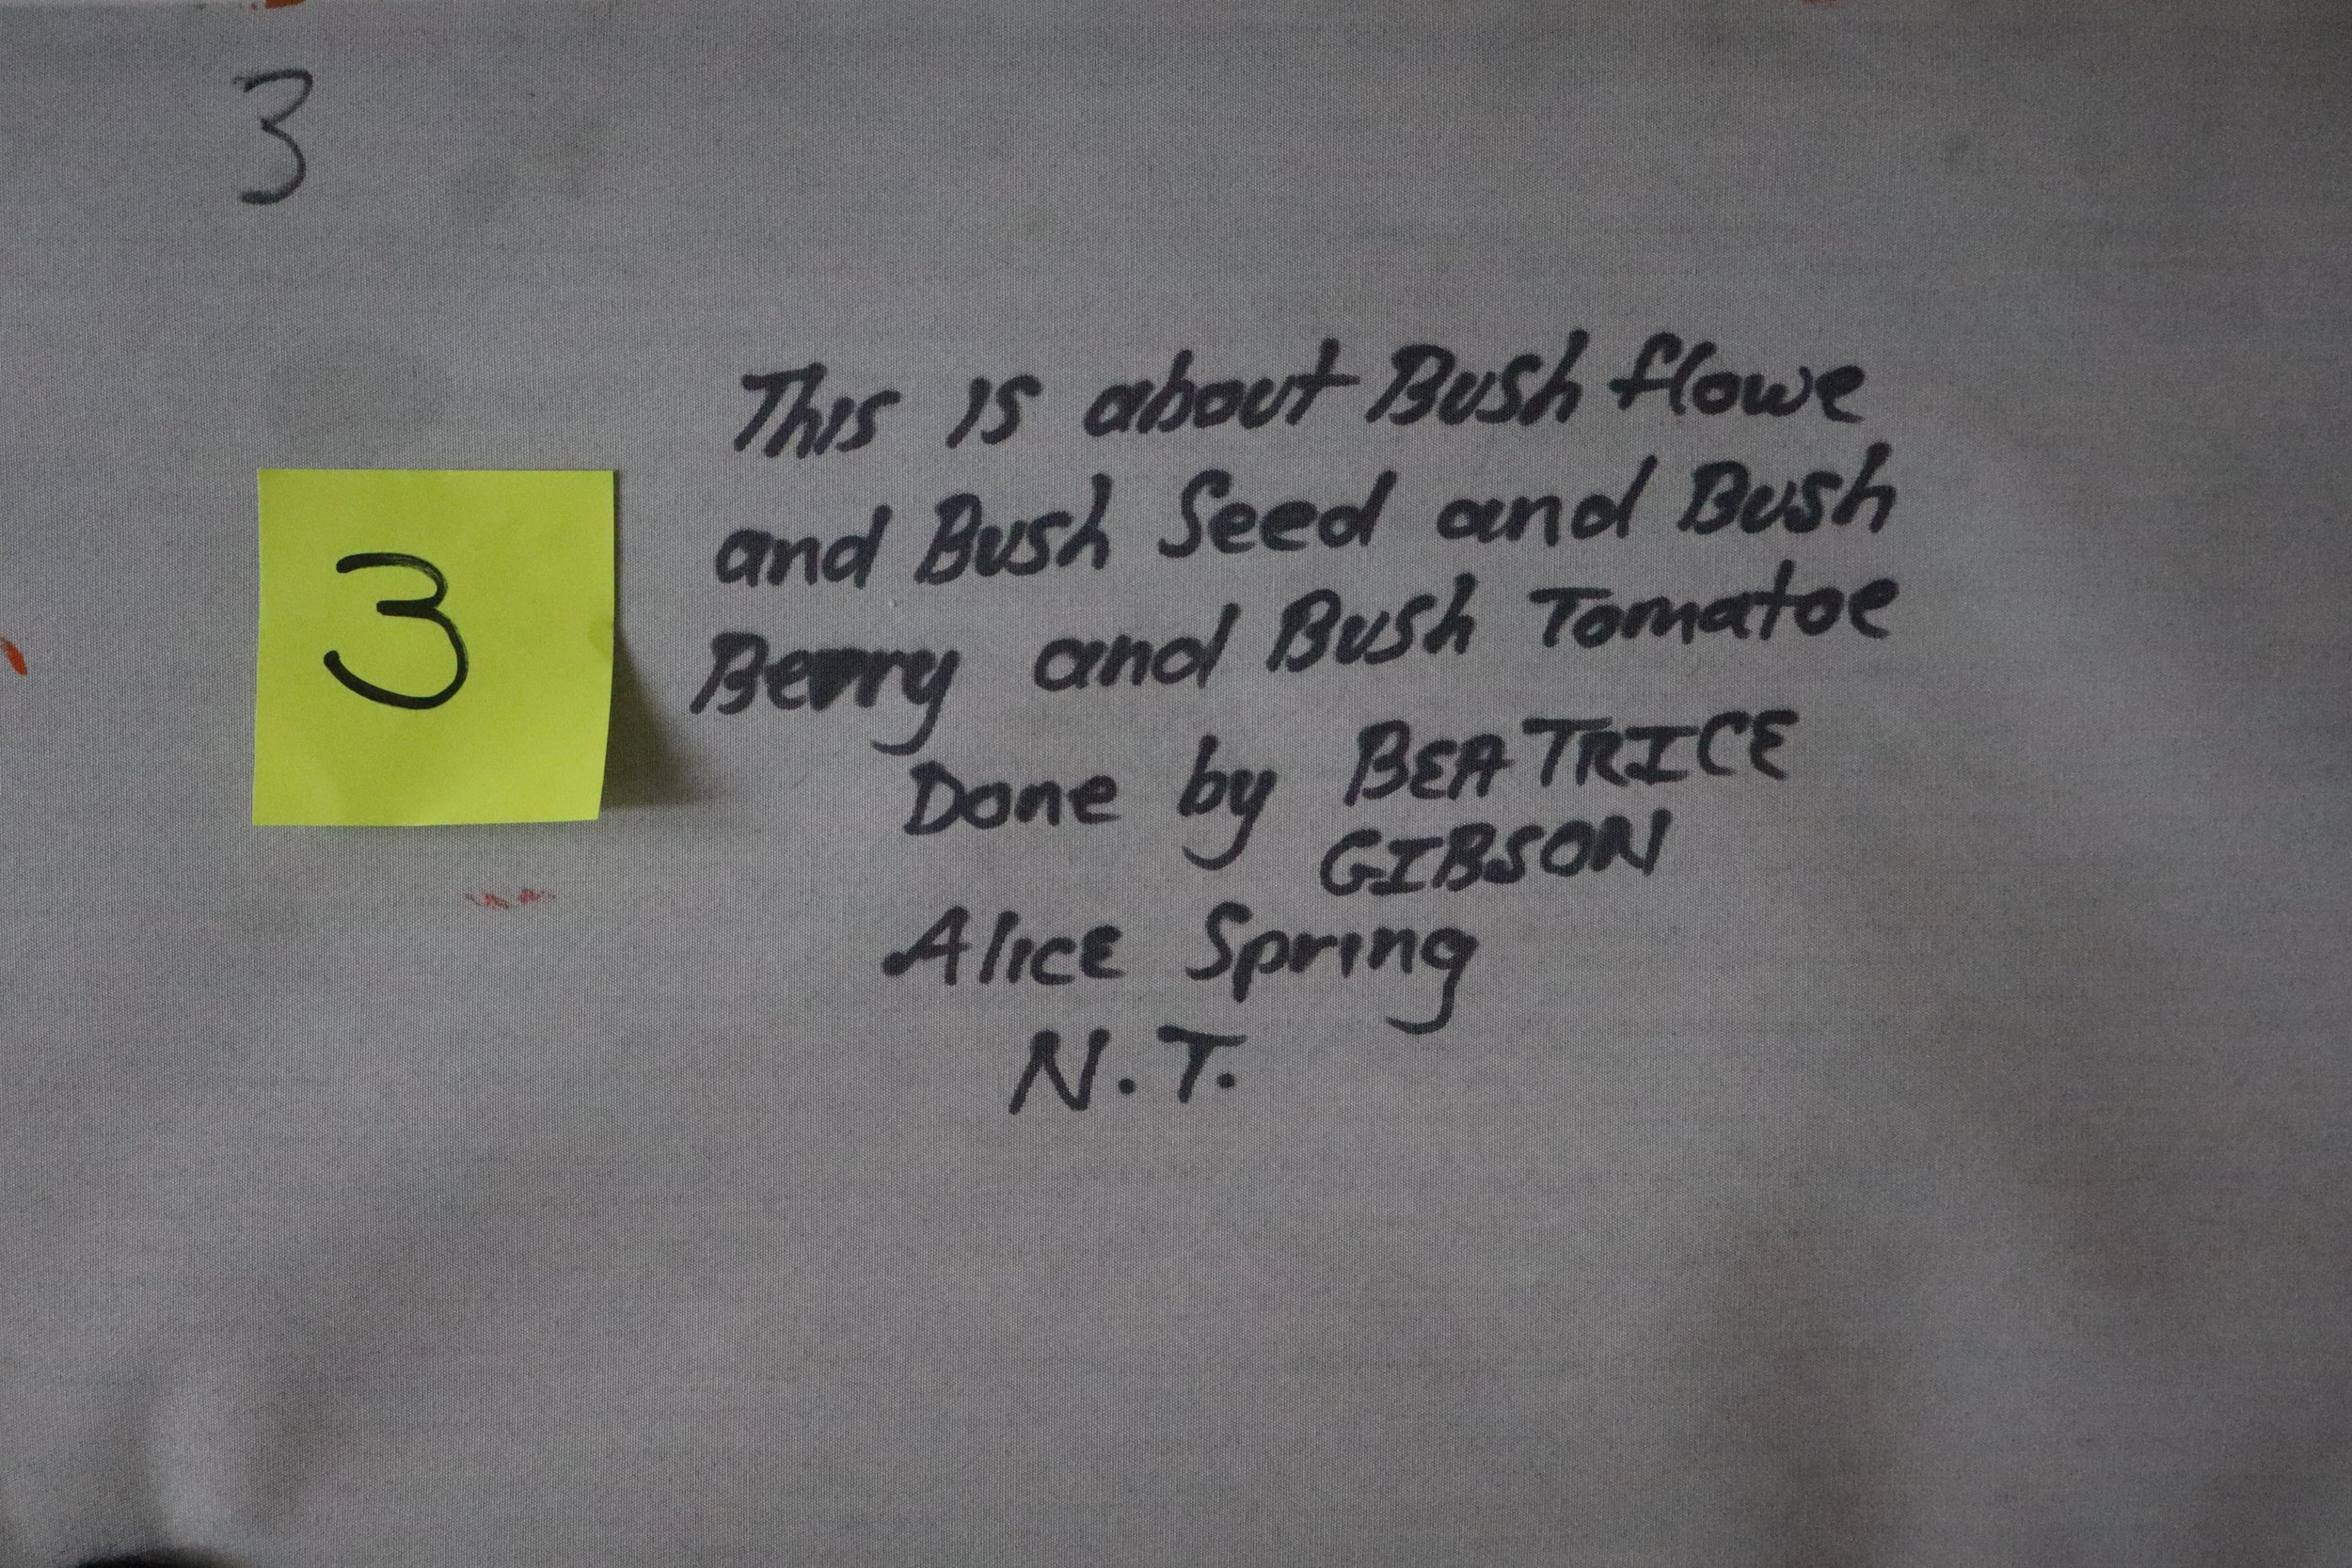 3
3
This is about Bush flowe
and Bush Seed and Bush
Berry and Bush Tomatoe
Done by BEATRICE
GIBSON
Alice Spring
N.T.